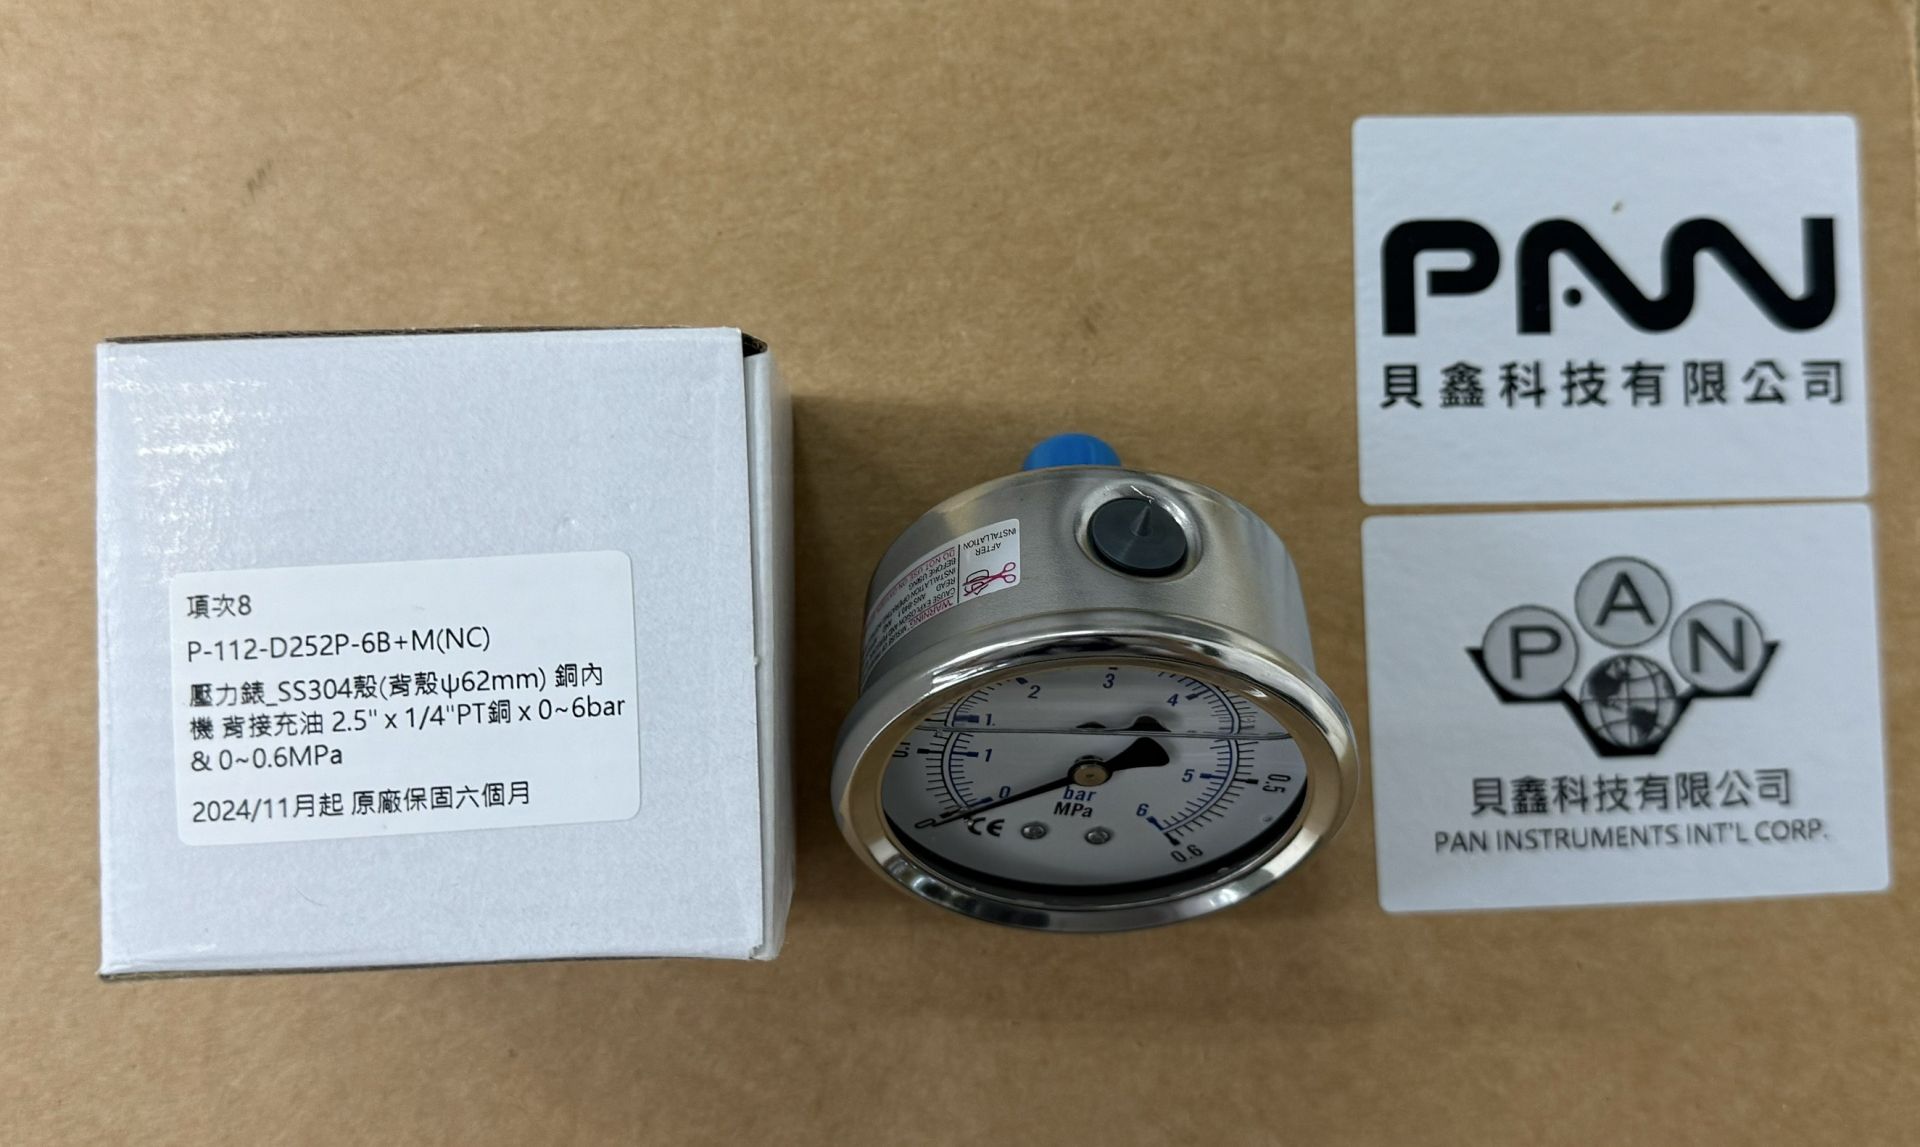 項次8
P-112-D252P-6B+M(NC)
壓力錶_SS304殼(背殼ψ62mm) 銅內
機 背接充油 2.5" x 1/4"PT銅 x 0~6bar
& 0~0.6MPa
2024/11月起 原廠保固六個月
AFTER
INSTALLATION
WARNING
2
3
4
1
5
0.5
0
bar
6
MPa
CE
0.6
PAN
貝鑫科技有限公司
P A N
貝鑫科技有限公司
PAN INSTRUMENTS INT'L CORP.